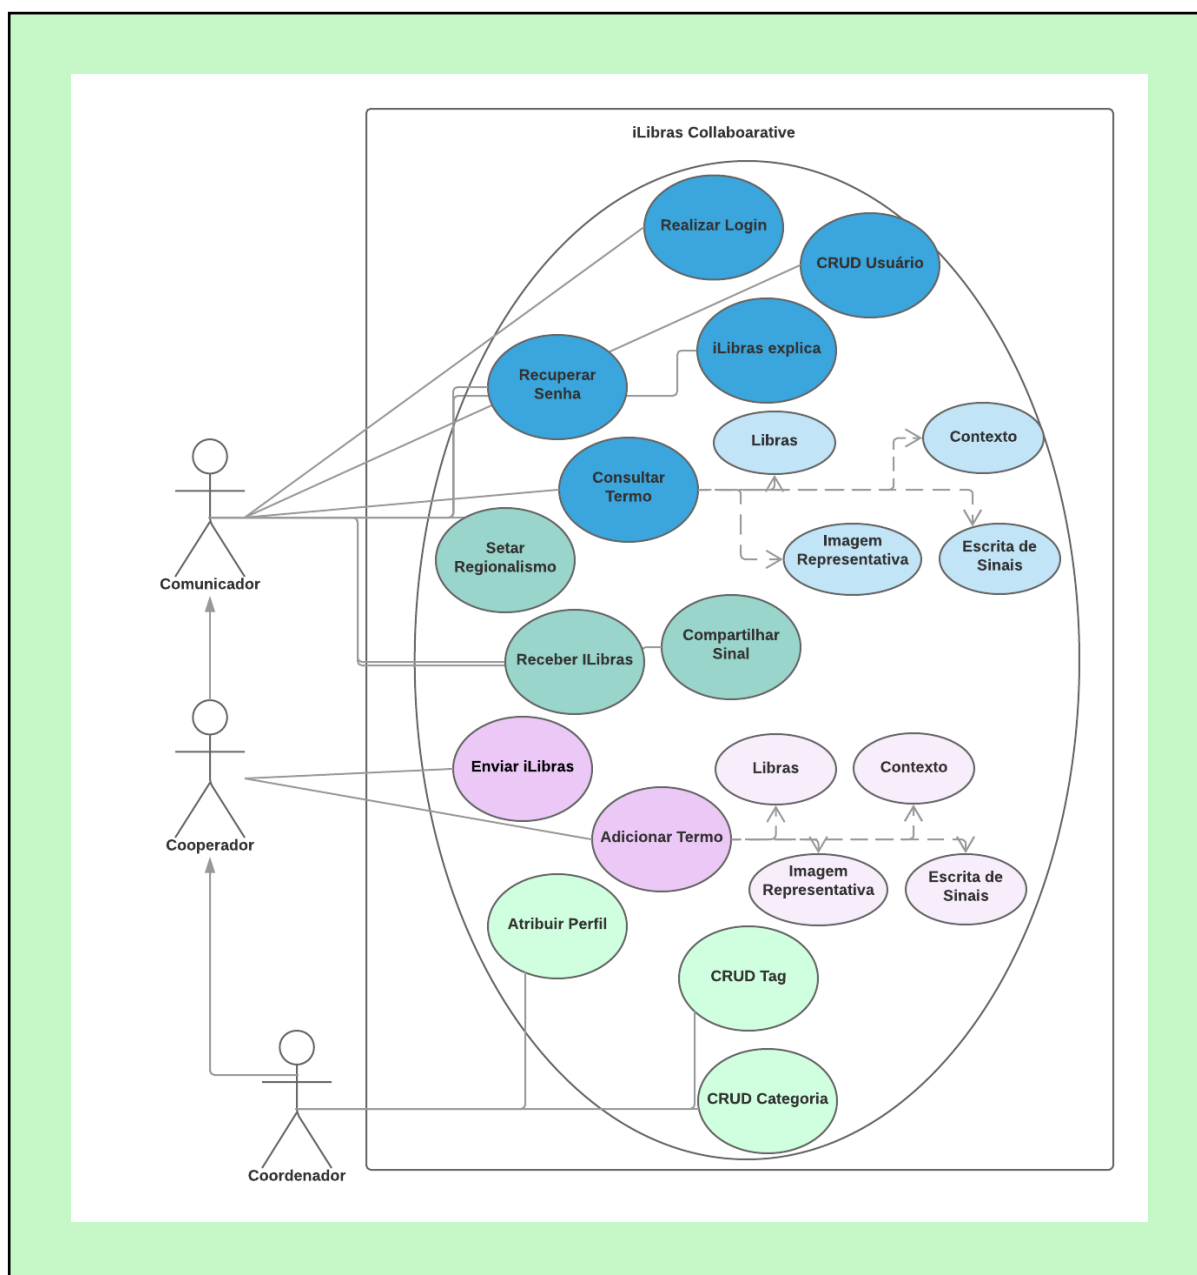 iLibras Collaboarative
Realizar Login
CRUD Usuário
iLibras explica
Recuperar
Senha
Libras
Contexto
Consultar
Termo
Imagem
Representativa
Escrita de
Sinais
Setar
Regionalismo
Comunicador
Receber ILibras
Compartilhar
Sinal
Enviar iLibras
Libras
Contexto
Adicionar Termo
Cooperador
Imagem
Representativa
Escrita de
Sinais
Atribuir Perfil
CRUD Tag
CRUD Categoria
Coordenador